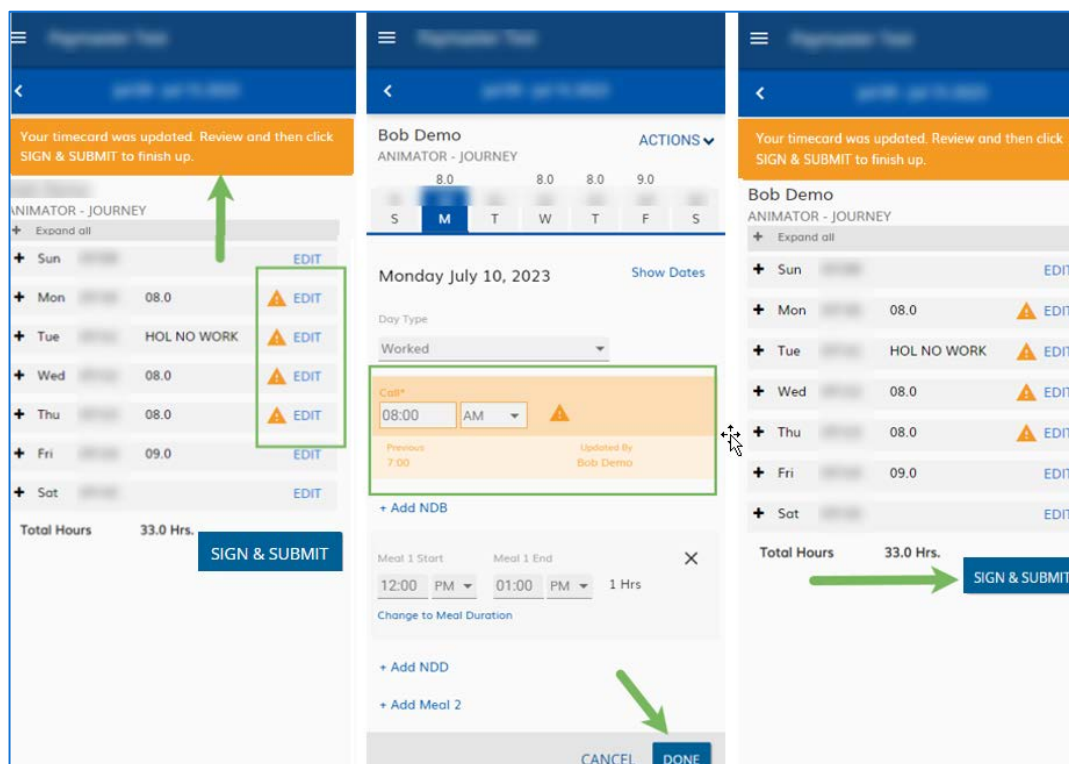 Your timecard was updated. Review and then click
SIGN & SUBMIT to finish up.
ANIMATOR - JOURNEY
+ Expand all
+ Sun EDIT
+ Mon 08.0 EDIT
+ Tue HOL NO WORK EDIT
+ Wed 08.0 EDIT
+ Thu 08.0 EDIT
+ Fri 09.0 EDIT
+ Sat EDIT
Total Hours 33.0 Hrs.
SIGN & SUBMIT
Bob Demo
ACTIONS
ANIMATOR - JOURNEY
8.0 8.0 8.0 9.0
S M T W T F S
Monday July 10, 2023 Show Dates
Day Type
Worked
Call*
08:00 AM
Previous Updated By
7:00 Bob Demo
+ Add NDB
Meal 1 Start Meal 1 End
12:00 PM 01:00 PM 1 Hrs
Change to Meal Duration
+ Add NDD
+ Add Meal 2
CANCEL DONE
Your timecard was updated. Review and then click
SIGN & SUBMIT to finish up.
Bob Demo
ANIMATOR - JOURNEY
+ Expand all
+ Sun EDIT
+ Mon 08.0 EDIT
+ Tue HOL NO WORK EDIT
+ Wed 08.0 EDIT
+ Thu 08.0 EDIT
+ Fri 09.0 EDIT
+ Sat EDIT
Total Hours 33.0 Hrs.
SIGN & SUBMIT